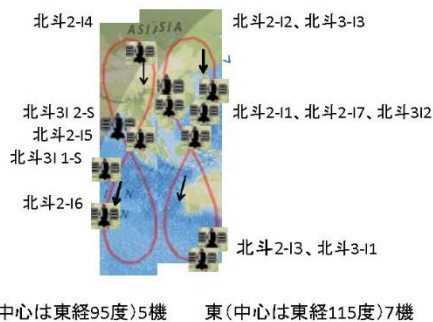 北斗2-I4
ASI SIA
北斗2-I2、北斗3-I3
北斗3I 2-S
北斗2-I5
北斗3I 1-S
北斗2-I1、北斗2-I7、北斗3I2
北斗2-I6
北斗2-I3、北斗3-I1
中心は東経95度)5機
東(中心は東経115度)7機